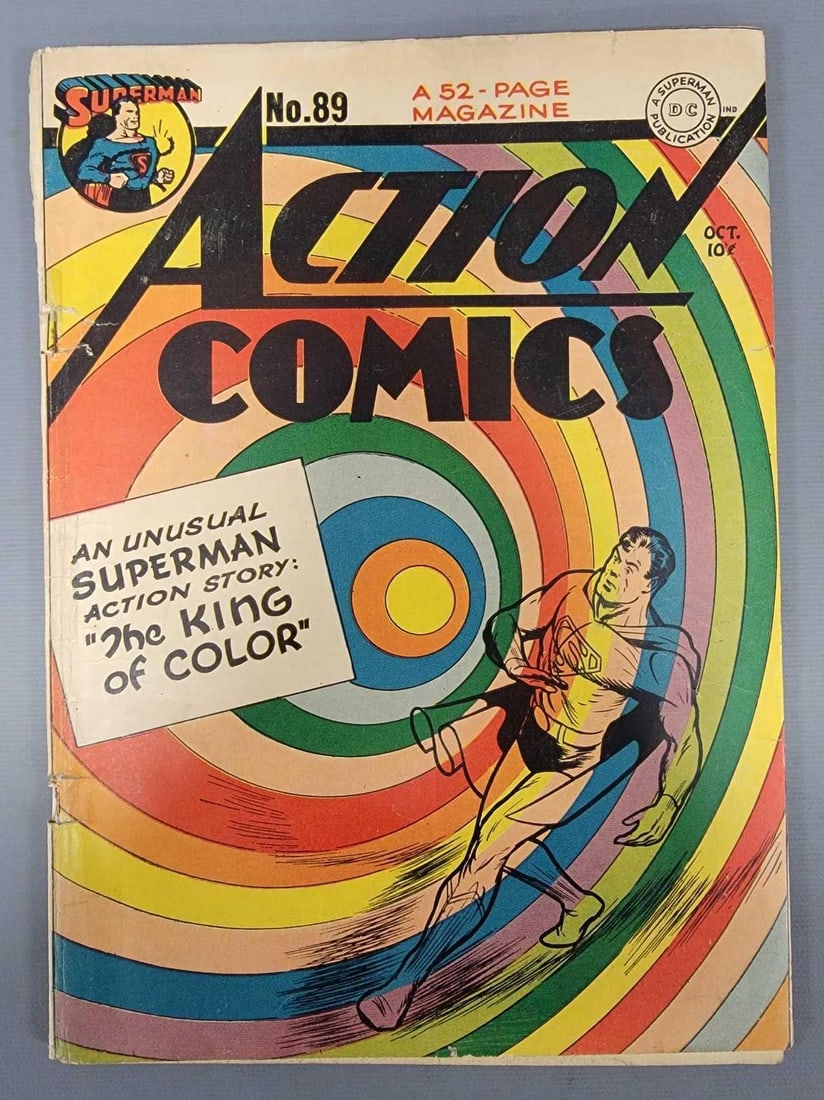 SUPERMAN
No. 89
A 52-PAGE
MAGAZINE
A SUPERMAN PUBLICATION
DC
IND
ACTION
OCT.
10¢
COMICS
AN UNUSUAL
SUPERMAN
ACTION STORY:
"The KING
of COLOR"
S
S